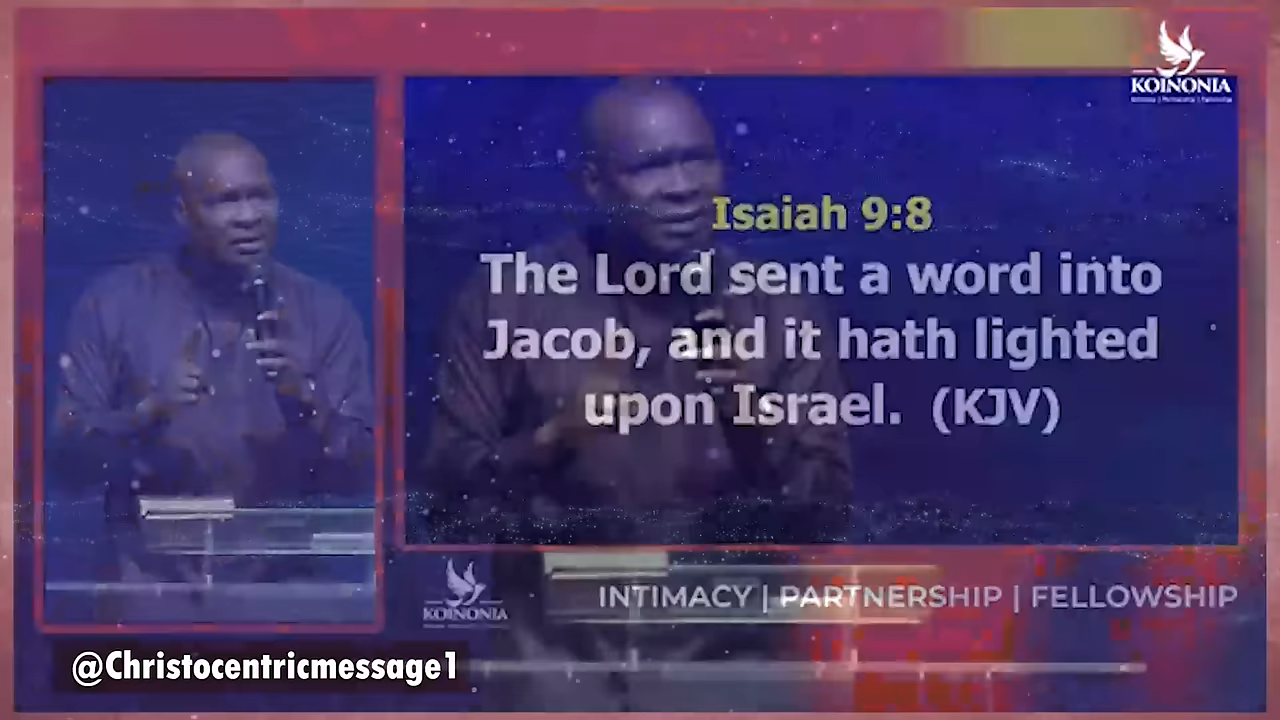 KOINONIA
Isaiah 9:8
The Lord sent a word into
Jacob, and it hath lighted
upon Israel. (KJV)
KOINONIA
INTIMACY | PARTNERSHIP | FELLOWSHIP
@Christocentricmessage1